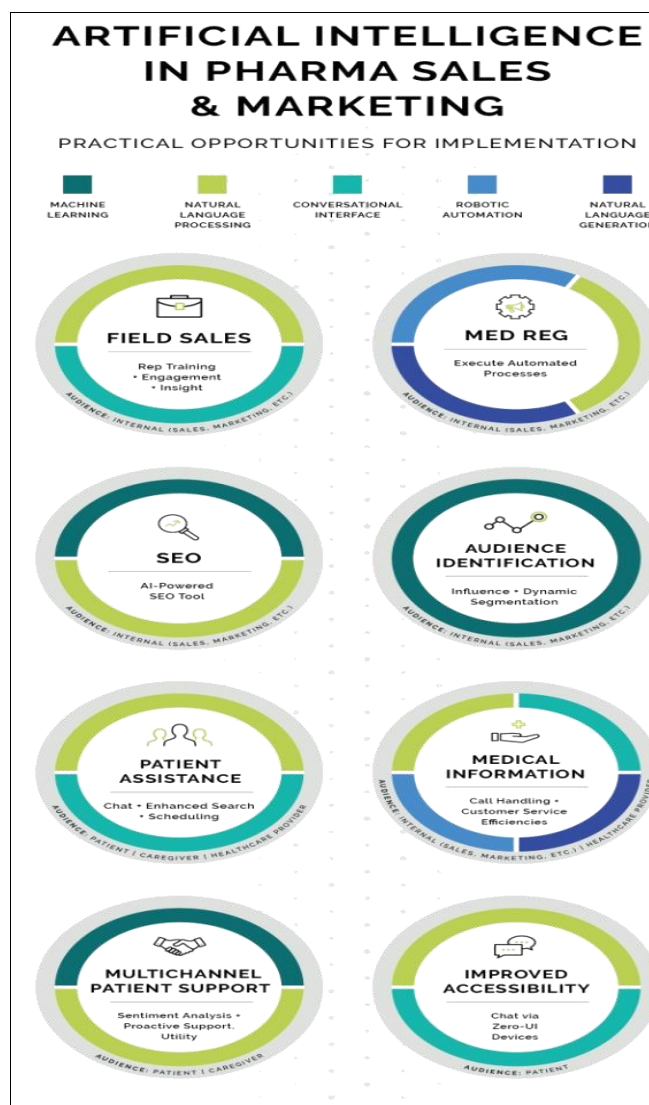 ARTIFICIAL INTELLIGENCE
IN PHARMA SALES
& MARKETING
PRACTICAL OPPORTUNITIES FOR IMPLEMENTATION
MACHINE
LEARNING
NATURAL
LANGUAGE
PROCESSING
CONVERSATIONAL
INTERFACE
ROBOTIC
AUTOMATION
NATURAL
LANGUAGE
GENERATION
FIELD SALES
Rep Training
+ Engagement
+ Insight
AUDIENCE: INTERNAL (SALES, MARKETING, ETC.)
MED REG
Execute Automated
Processes
AUDIENCE: INTERNAL (SALES, MARKETING, ETC.)
SEO
AI-Powered
SEO Tool
AUDIENCE: INTERNAL (SALES, MARKETING, ETC.)
AUDIENCE
IDENTIFICATION
Influence + Dynamic
Segmentation
AUDIENCE: INTERNAL (SALES, MARKETING, ETC.)
PATIENT
ASSISTANCE
Chat + Enhanced Search
+ Scheduling
AUDIENCE: PATIENT | CAREGIVER | HEALTHCARE PROVIDER
MEDICAL
INFORMATION
Call Handling +
Customer Service
Efficiencies
AUDIENCE: INTERNAL (SALES, MARKETING, ETC.) | HEALTHCARE PROVIDER
MULTICHANNEL
PATIENT SUPPORT
Sentiment Analysis +
Proactive Support,
Utility
AUDIENCE: PATIENT | CAREGIVER
IMPROVED
ACCESSIBILITY
Chat via
Zero-UI
Devices
AUDIENCE: PATIENT